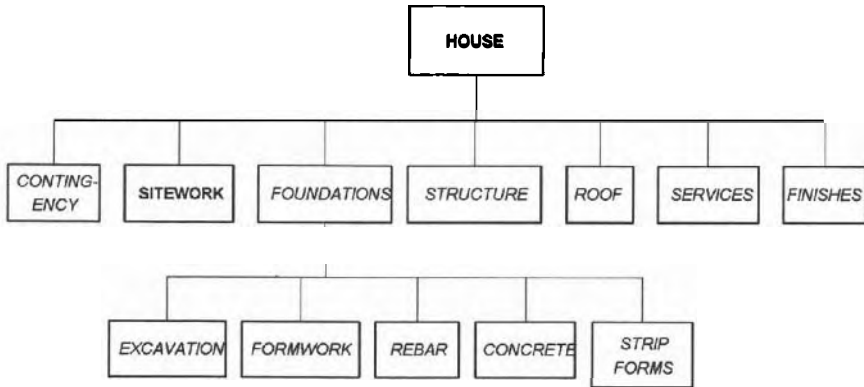 HOUSE
CONTING-
ENCY
SITEWORK
FOUNDATIONS
STRUCTURE
ROOF
SERVICES
FINISHES
EXCAVATION
FORMWORK
REBAR
CONCRETE
STRIP
FORMS